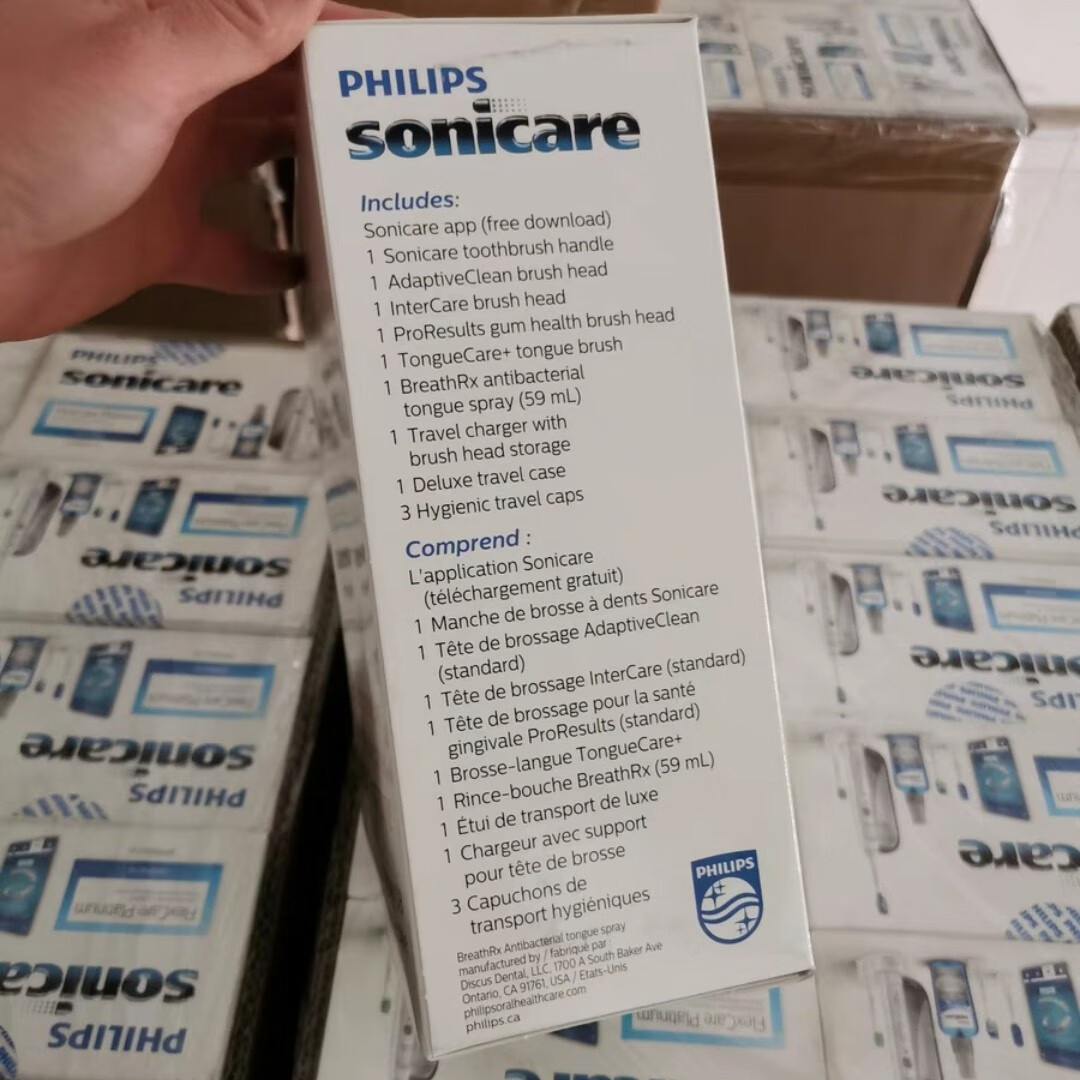 PHILIPS
sonicare
Includes:
Sonicare app (free download)
1 Sonicare toothbrush handle
1 AdaptiveClean brush head
1 InterCare brush head
1 ProResults gum health brush head
1 TongueCare+ tongue brush
1 BreathRx antibacterial
tongue spray (59 mL)
1 Travel charger with
brush head storage
1 Deluxe travel case
3 Hygienic travel caps
Comprend :
L'application Sonicare
(téléchargement gratuit)
1 Manche de brosse à dents Sonicare
1 Tête de brossage AdaptiveClean
(standard)
1 Tête de brossage InterCare (standard)
1 Tête de brossage pour la santé
gingivale ProResults (standard)
1 Brosse-langue TongueCare+
1 Rince-bouche BreathRx (59 mL)
1 Étui de transport de luxe
1 Chargeur avec support
pour tête de brosse
3 Capuchons de
transport hygiéniques
PHILIPS
BreathRx Antibacterial tongue spray
manufactured by / fabriqué par :
Discus Dental, LLC. 1700 A South Baker Ave
Ontario, CA 91761, USA / États-Unis
philipsoralhealthcare.com
philips.ca
PHILIPS
sonicare
sonicare
PHILIPS
sonicare
PHILIPS
FlexCare Platinum
sonicare
PHILIPS
sonicare
PHILIPS
sonicare
PHILIPS
sonicare
FlexCare Platinum